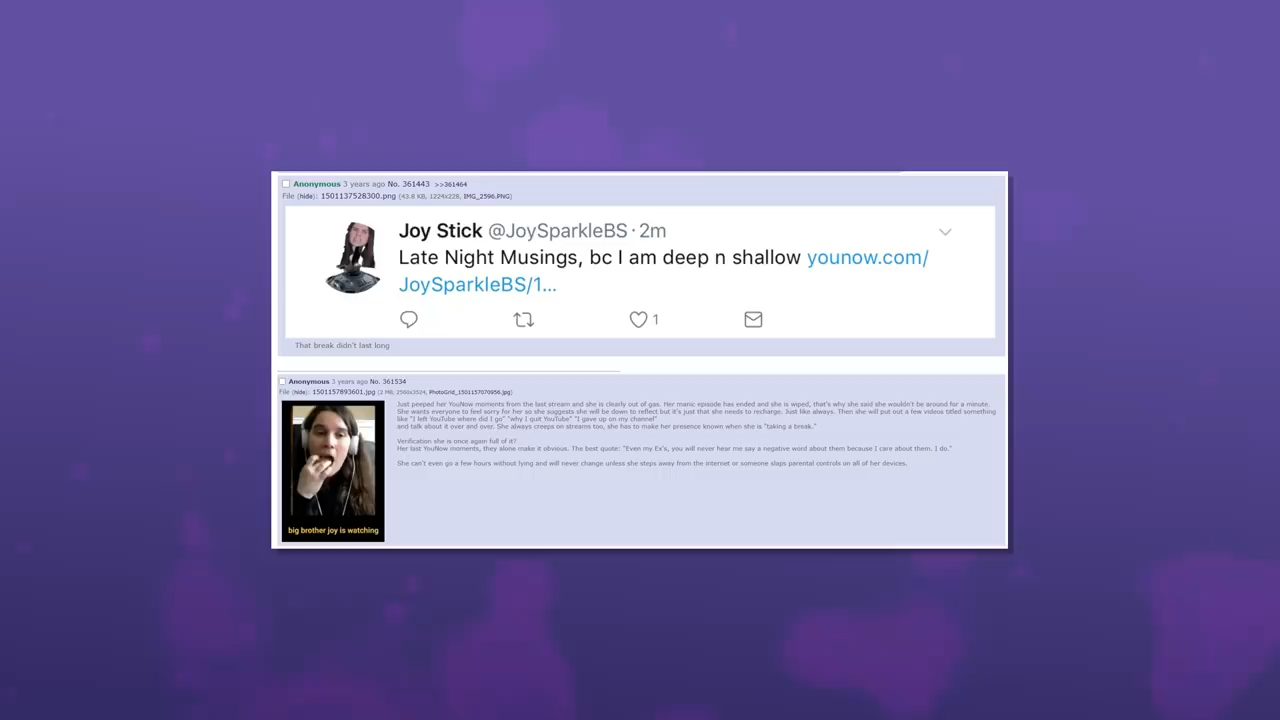 Anonymous 3 years ago No. 361443 >>361464
File (hide): 1501137528300.png (43.8 KB, 1224x228, IMG_2596.PNG)
Joy Stick @JoySparkleBS · 2m
Late Night Musings, bc I am deep n shallow younow.com/
JoySparkleBS/1...
1
That break didn't last long
Anonymous 3 years ago No. 361534
File (hide): 1501157893601.jpg (2 MB, 2560x3524, PhotoGrid_1501157070956.jpg)
Just peeped her YouNow moments from the last stream and she is clearly out of gas. Her manic episode has ended and she is wiped, that's why she said she wouldn't be around for a minute.
She wants everyone to feel sorry for her so she suggests she will be down to reflect but it's just that she needs to recharge. Just like always. Then she will put out a few videos titled something
like "I left YouTube where did I go" "why I quit YouTube" "I gave up on my channel"
and talk about it over and over. She always creeps on streams too, she has to make her presence known when she is "taking a break."
Verification she is once again full of it?
Her last YouNow moments, they alone make it obvious. The best quote: "Even my Ex's, you will never hear me say a negative word about them because I care about them. I do."
She can't even go a few hours without lying and will never change unless she steps away from the internet or someone slaps parental controls on all of her devices.
big brother joy is watching